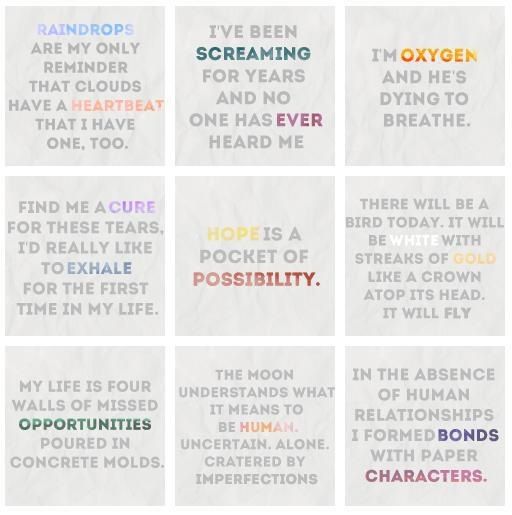 RAINDROPS
ARE MY ONLY
REMINDER
THAT CLOUDS
HAVE A HEARTBEAT
THAT I HAVE
ONE, TOO.
I'VE BEEN
SCREAMING
FOR YEARS
AND NO
ONE HAS EVER
HEARD ME
I'M OXYGEN
AND HE'S
DYING TO
BREATHE.
FIND ME A CURE
FOR THESE TEARS,
I'D REALLY LIKE
TO EXHALE
FOR THE FIRST
TIME IN MY LIFE.
HOPE IS A
POCKET OF
POSSIBILITY.
THERE WILL BE A
BIRD TODAY. IT WILL
BE WHITE WITH
STREAKS OF GOLD
LIKE A CROWN
ATOP ITS HEAD.
IT WILL FLY
MY LIFE IS FOUR
WALLS OF MISSED
OPPORTUNITIES
POURED IN
CONCRETE MOLDS.
THE MOON
UNDERSTANDS WHAT
IT MEANS TO
BE HUMAN.
UNCERTAIN. ALONE.
CRATERED BY
IMPERFECTIONS
IN THE ABSENCE
OF HUMAN
RELATIONSHIPS
I FORMED BONDS
WITH PAPER
CHARACTERS.